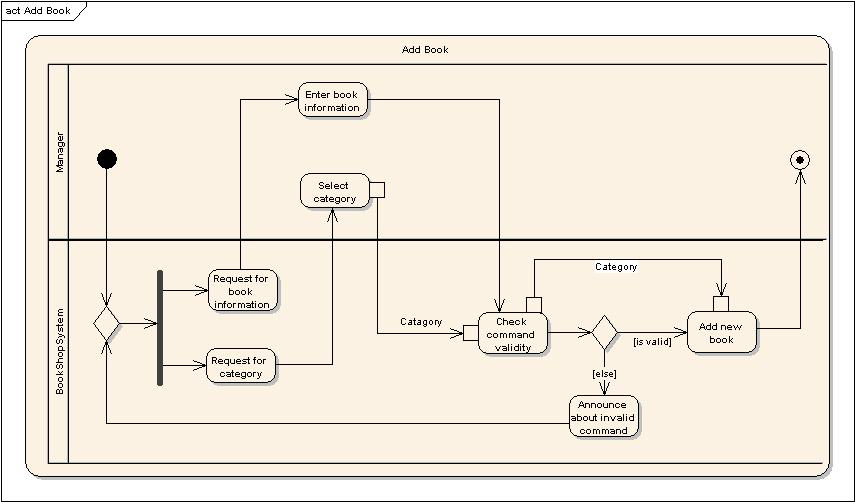 act Add Book
Add Book
Manager
Enter book
information
Select
category
BookShopSystem
Request for
book
information
Request for
category
Catagory
Category
Check
command
validity
[is valid]
Add new
book
[else]
Announce
about invalid
command